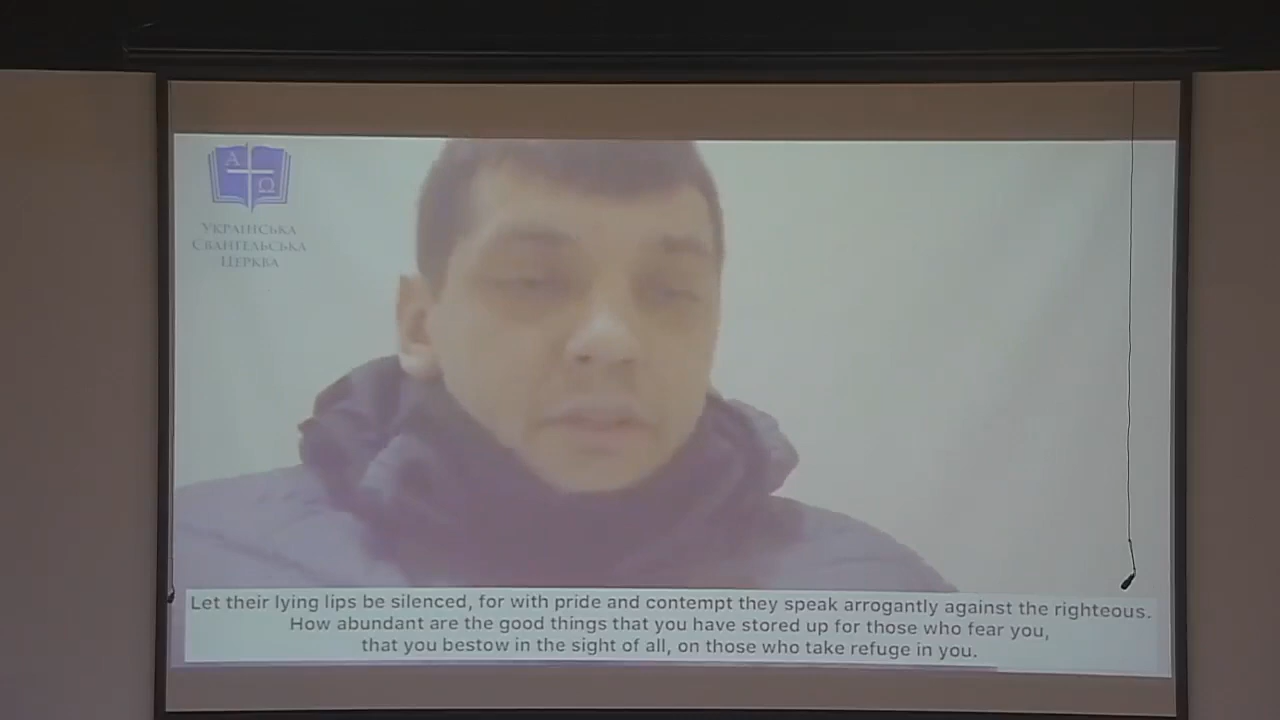 Α
Ω
УКРАЇНСЬКА
ЄВАНГЕЛЬСЬКА
ЦЕРКВА
Let their lying lips be silenced, for with pride and contempt they speak arrogantly against the righteous.
How abundant are the good things that you have stored up for those who fear you,
that you bestow in the sight of all, on those who take refuge in you.